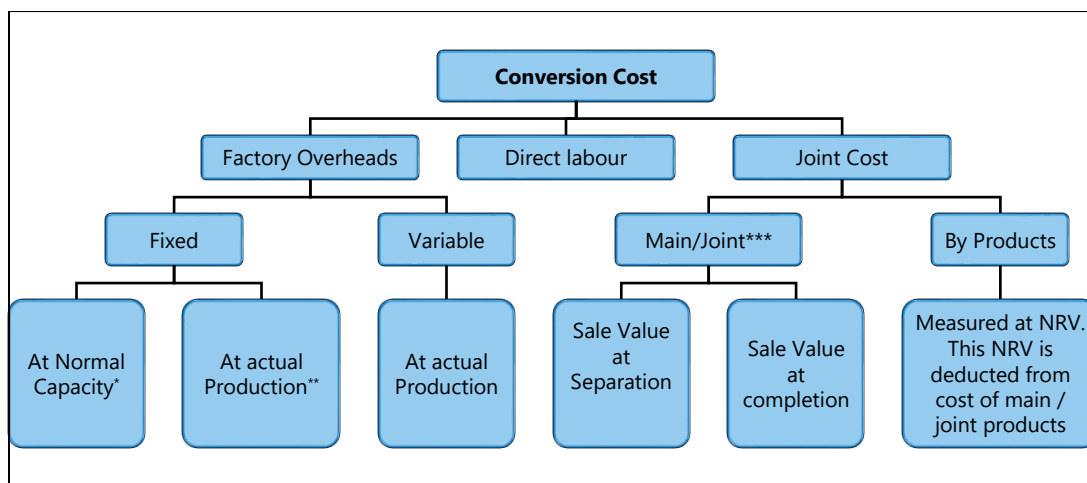 Conversion Cost
Factory Overheads
Direct labour
Joint Cost
Fixed
Variable
Main/Joint***
By Products
At Normal
Capacity*
At actual
Production**
At actual
Production
Sale Value
at
Separation
Sale Value
at
completion
Measured at NRV.
This NRV is
deducted from
cost of main /
joint products